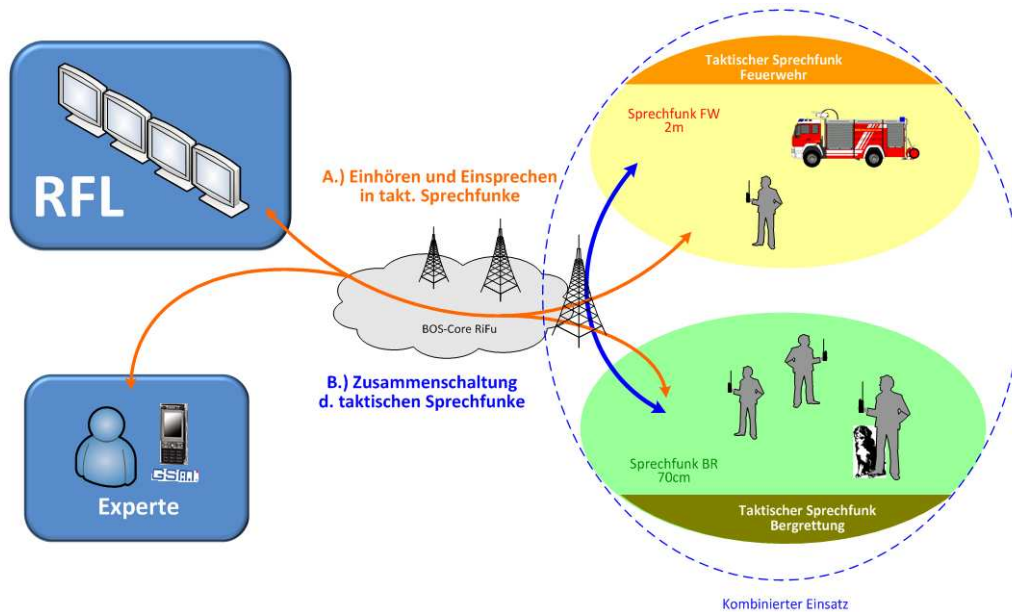 RFL
A.) Einhören und Einsprechen
in takt. Sprechfunke
BOS-Core RiFu
B.) Zusammenschaltung
d. taktischen Sprechfunke
GSM
Experte
Taktischer Sprechfunk
Feuerwehr
Sprechfunk FW
2m
Sprechfunk BR
70cm
Taktischer Sprechfunk
Bergrettung
Kombinierter Einsatz